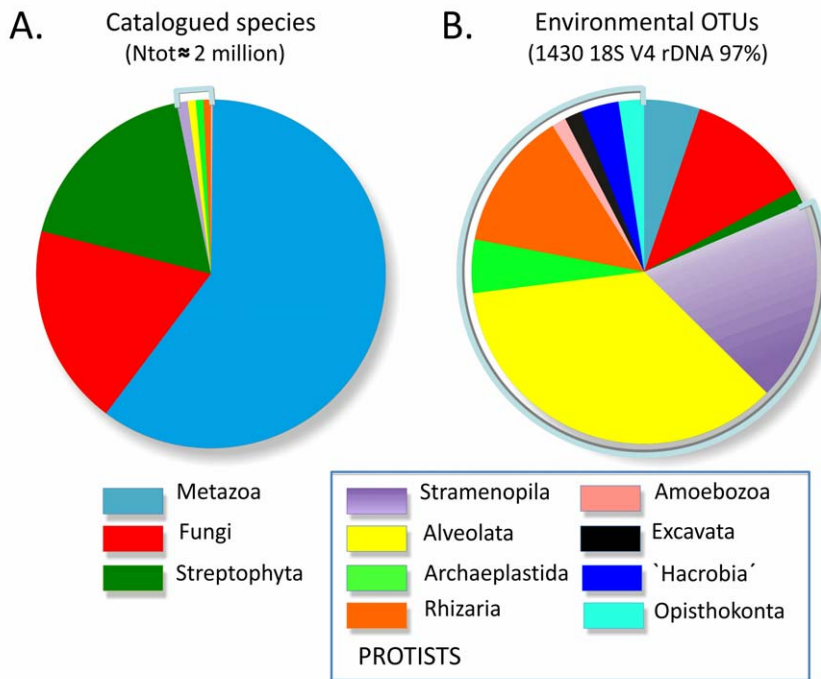 A.
Catalogued species
(Ntot≈ 2 million)
B.
Environmental OTUs
(1430 18S V4 rDNA 97%)
Metazoa
Fungi
Streptophyta
Stramenopila
Alveolata
Archaeplastida
Rhizaria
Amoebozoa
Excavata
`Hacrobia´
Opisthokonta
PROTISTS